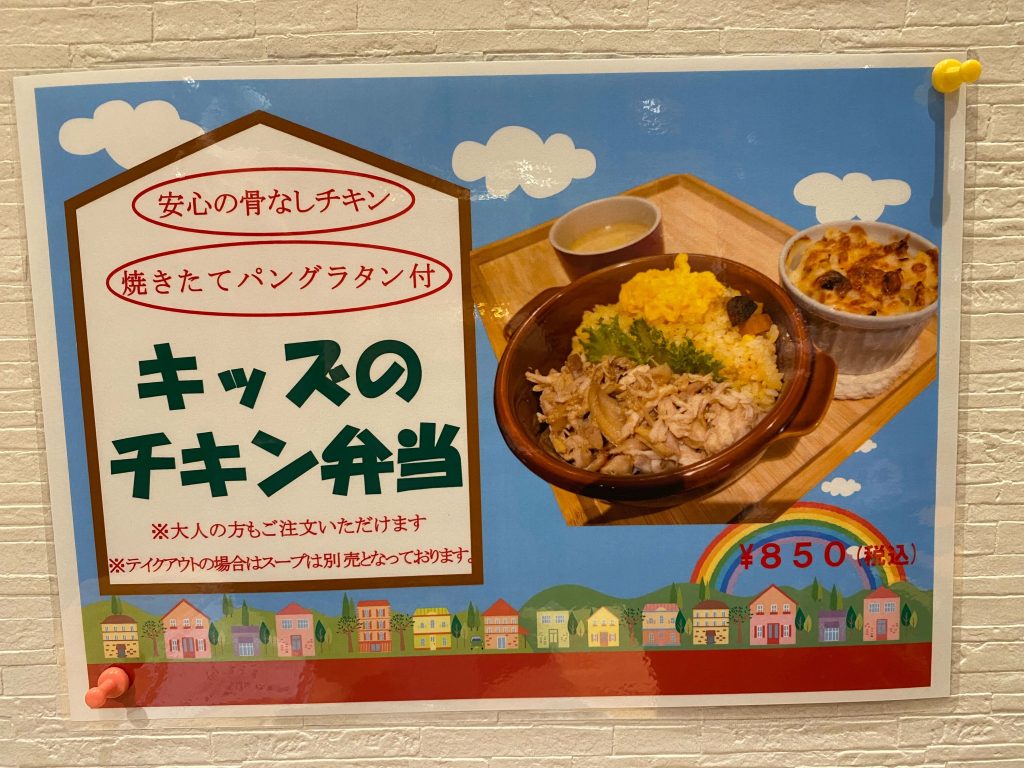 安心の骨なしチキン
焼きたてパングラタン付
キッズの
チキン弁当
※大人の方もご注文いただけます
※テイクアウトの場合はスープは別売となっております。
¥850(税込)